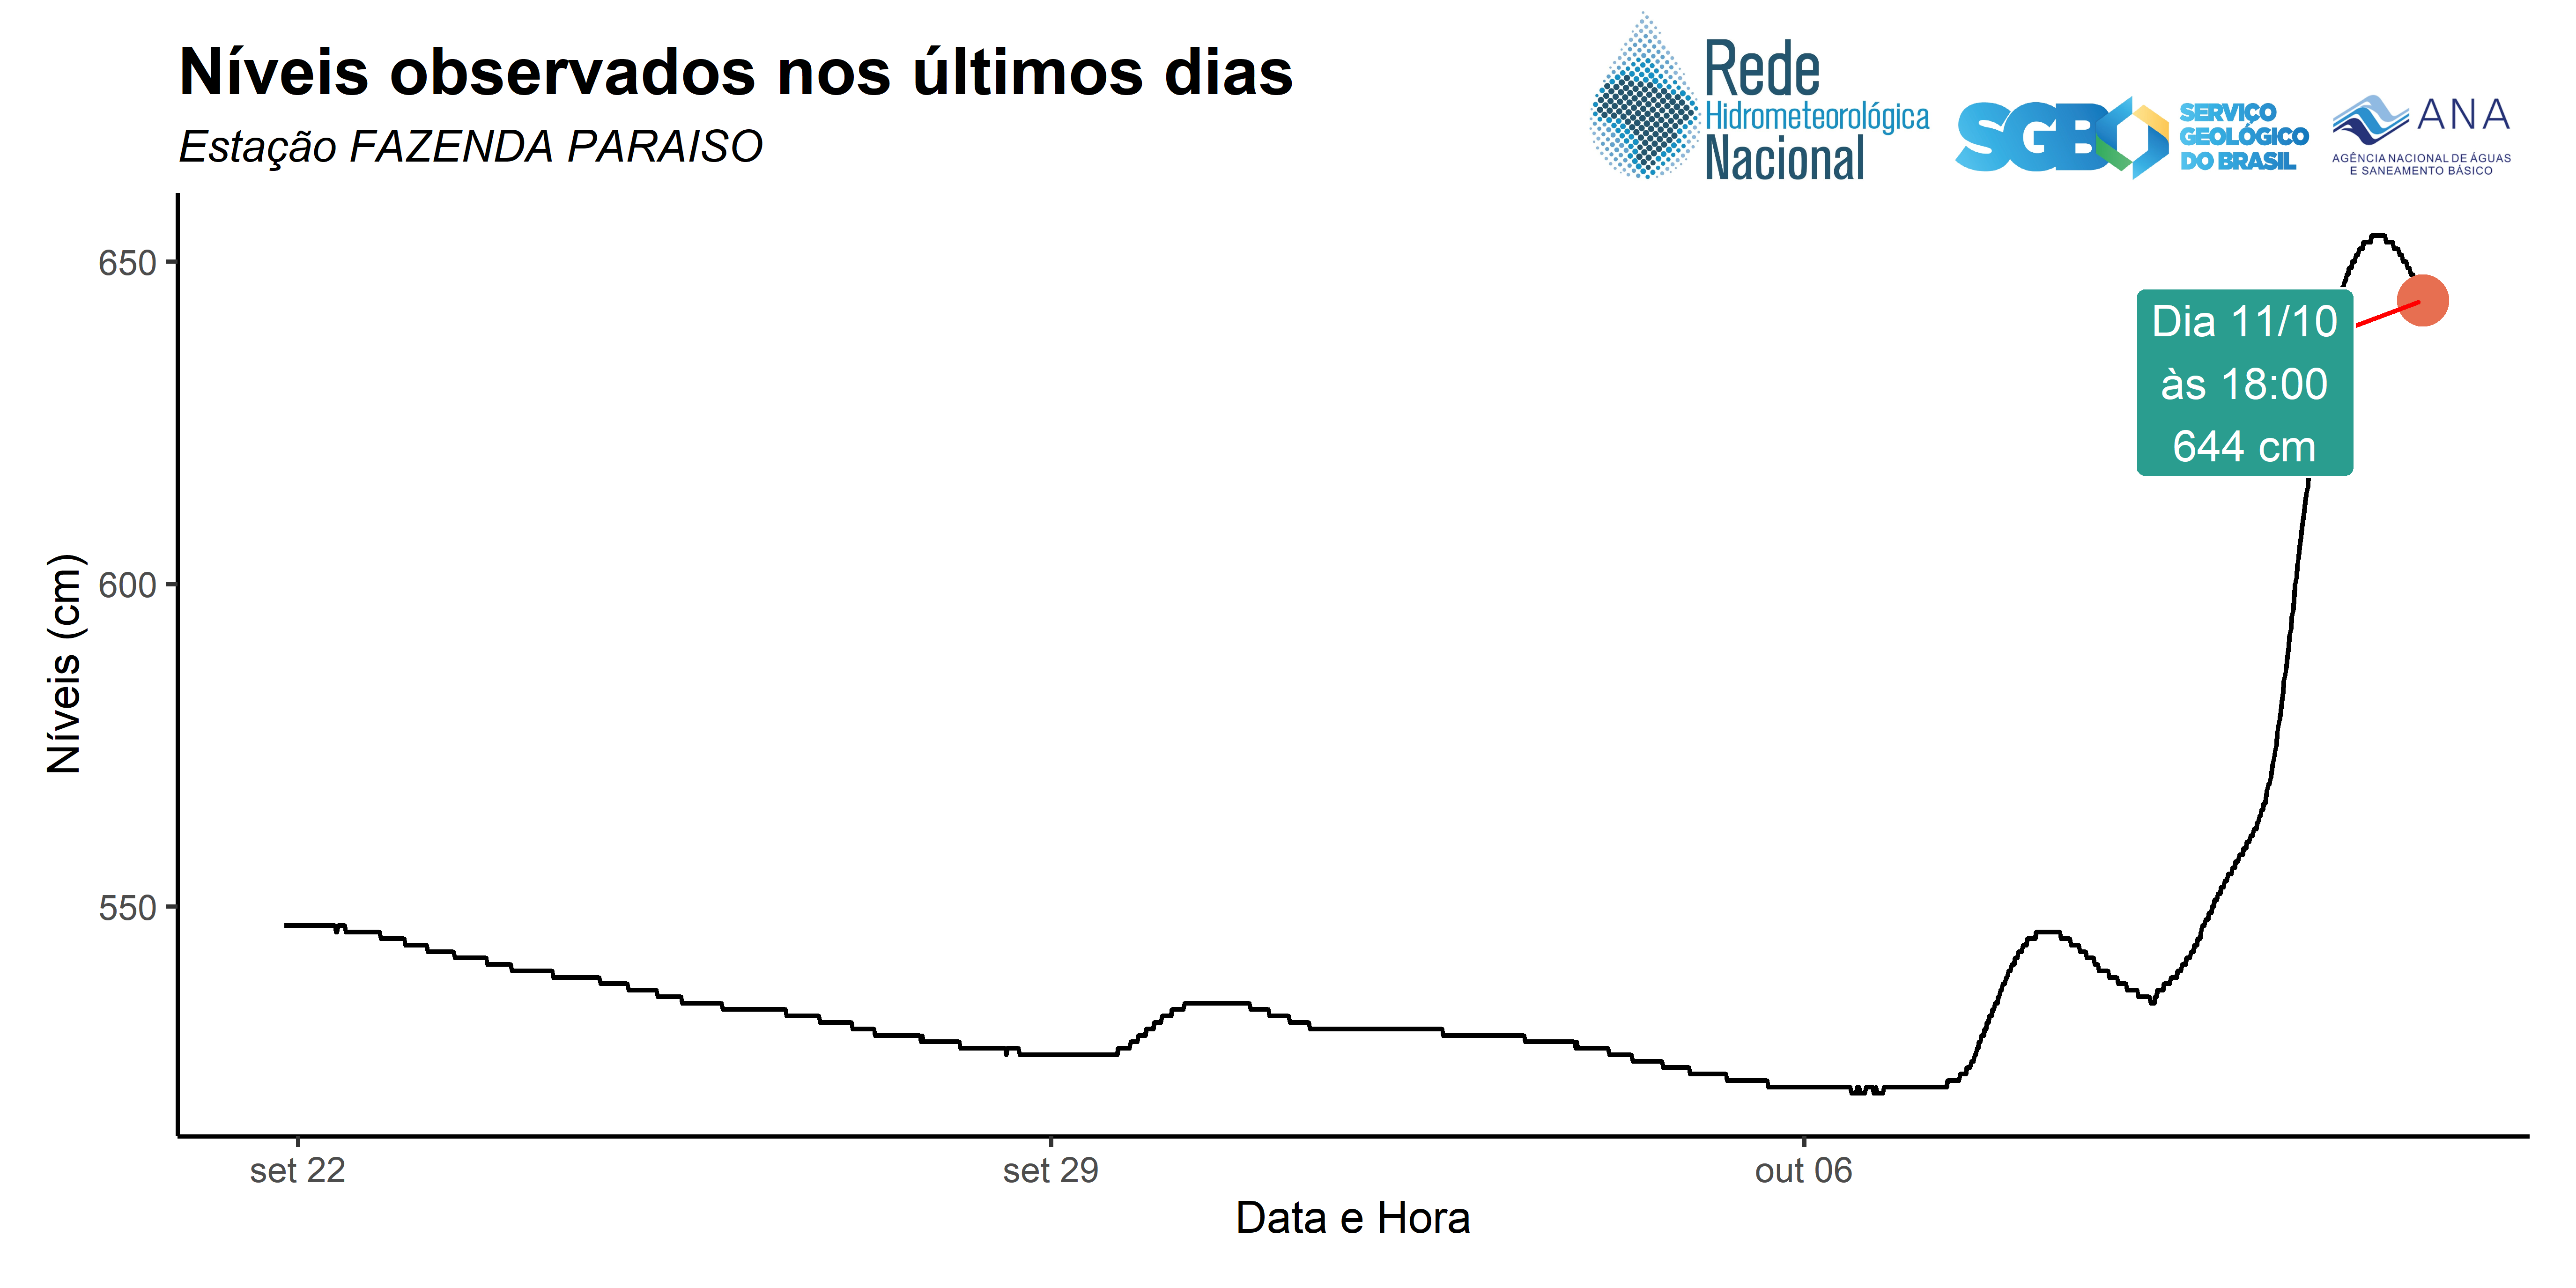 Níveis observados nos últimos dias
Estação FAZENDA PARAISO
Rede
Hidrometeorológica
Nacional
SGB
SERVIÇO
GEOLÓGICO
DO BRASIL
ANA
AGÊNCIA NACIONAL DE ÁGUAS
E SANEAMENTO BÁSICO
Níveis (cm)
650
600
550
Dia 11/10
às 18:00
644 cm
set 22
set 29
out 06
Data e Hora